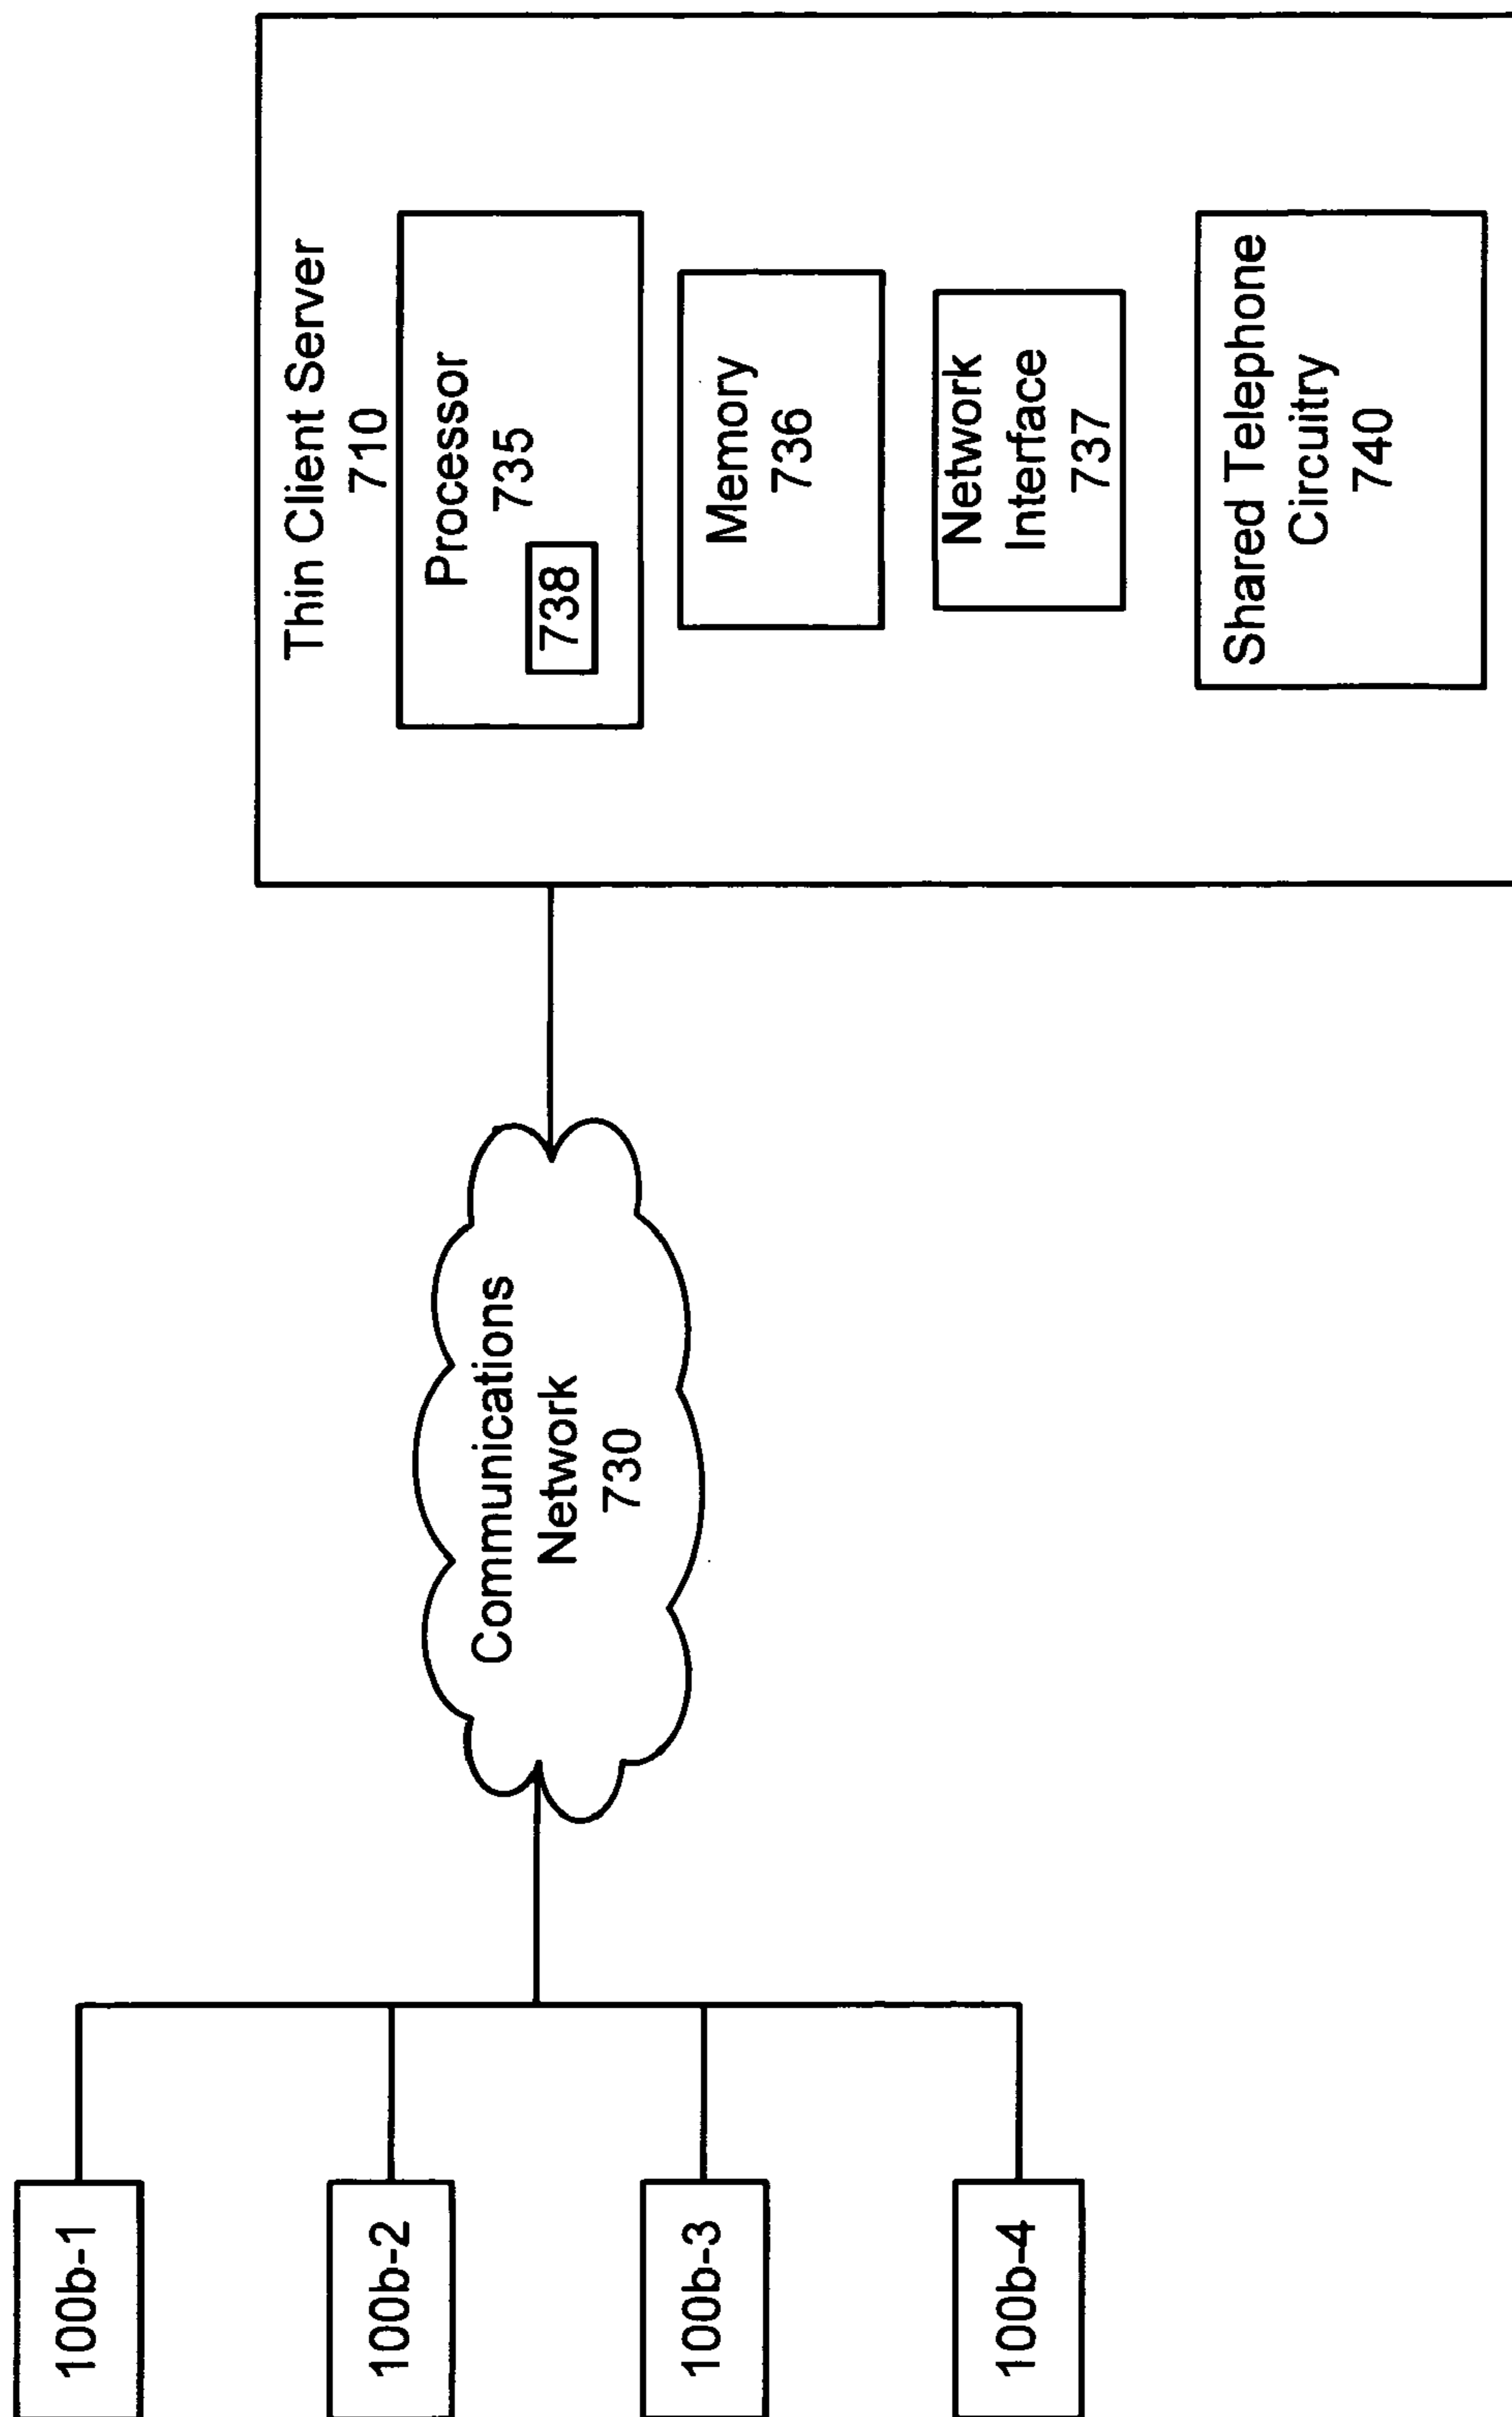 100b-1
100b-2
100b-3
100b-4
Communications
Network
730
Thin Client Server
710
Processor
735
738
Memory
736
Network
Interface
737
Shared Telephone
Circuitry
740